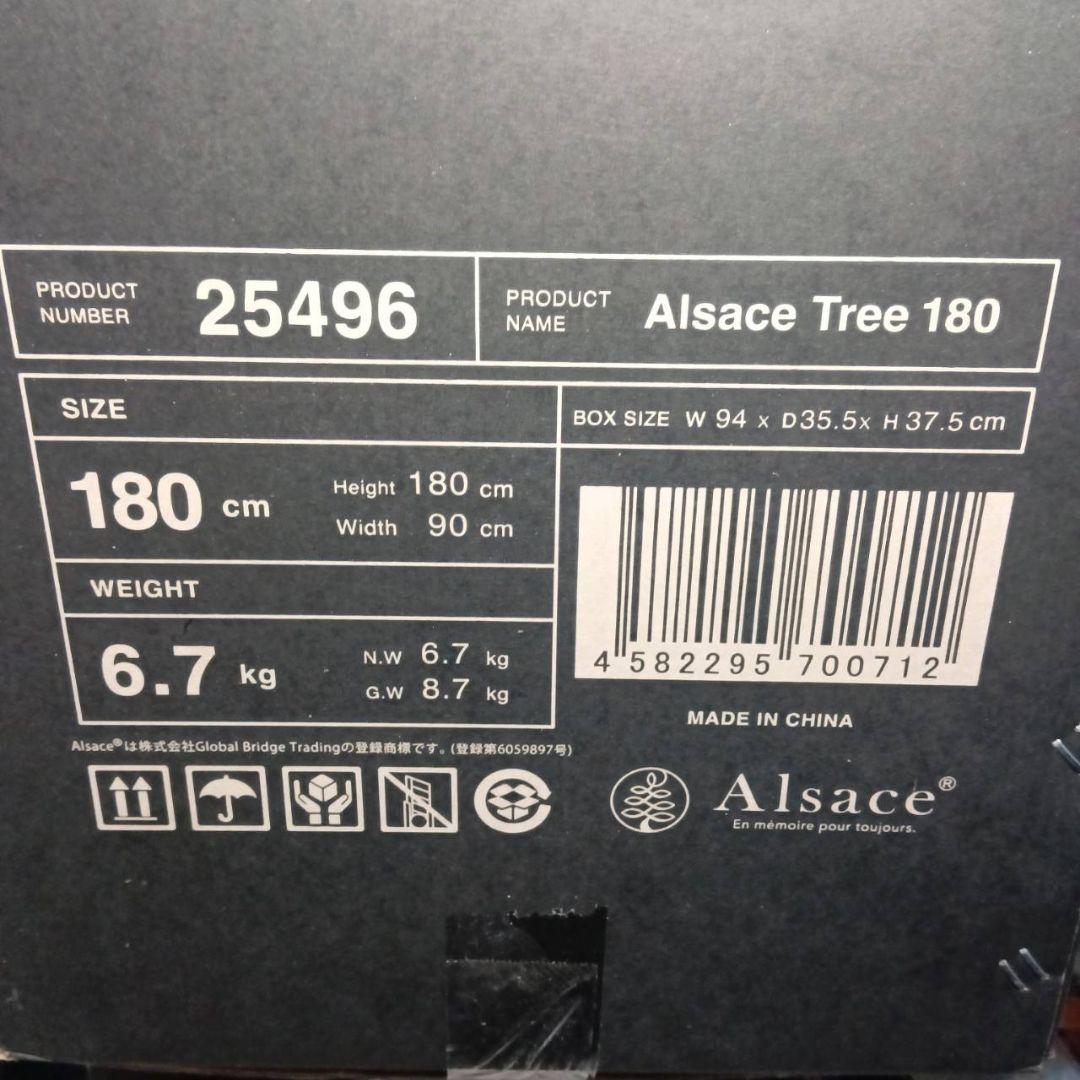 PRODUCT NUMBER 25496
PRODUCT NAME Alsace Tree 180
SIZE
BOX SIZE W 94 x D 35.5 x H 37.5 cm
180 cm
Height 180 cm
Width 90 cm
WEIGHT
6.7 kg
N.W 6.7 kg
G.W 8.7 kg
4 582295 700712
MADE IN CHINA
Alsace®は株式会社Global Bridge Tradingの登録商標です。(登録第6059897号)
Alsace®
En mémoire pour toujours.